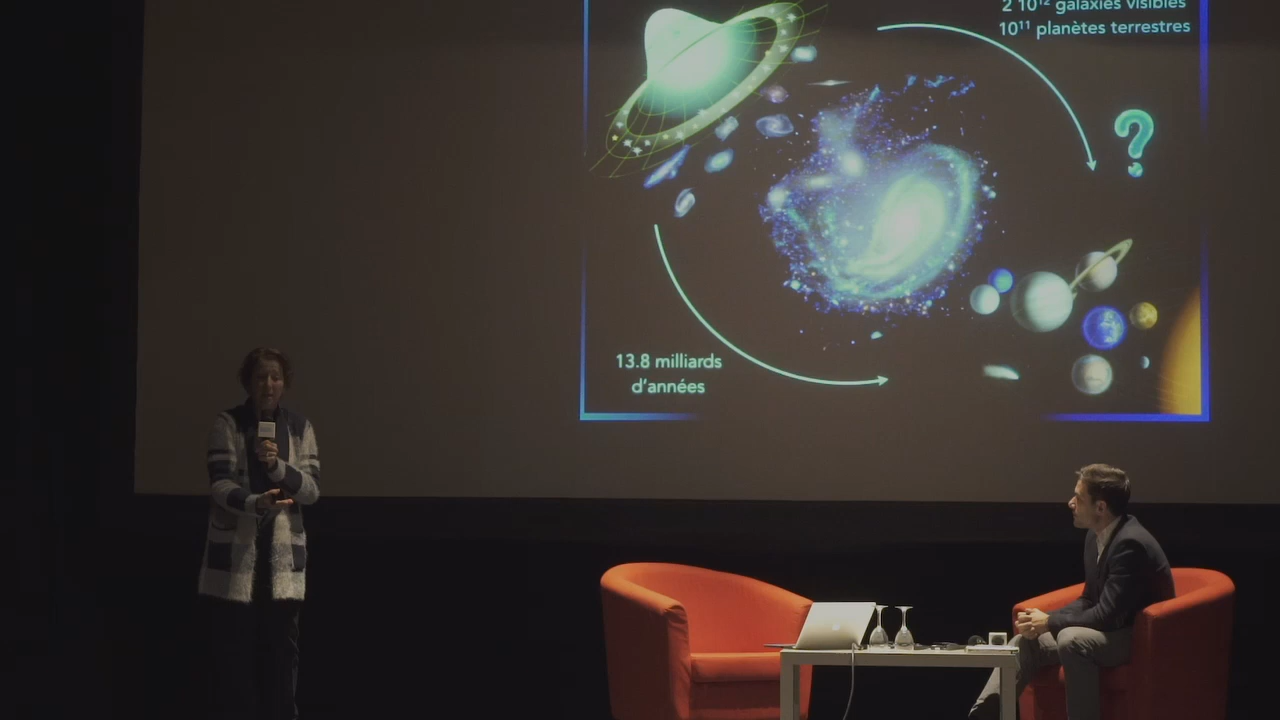 2 10¹² galaxies visibles
10¹¹ planètes terrestres
?
13.8 milliards
d'années